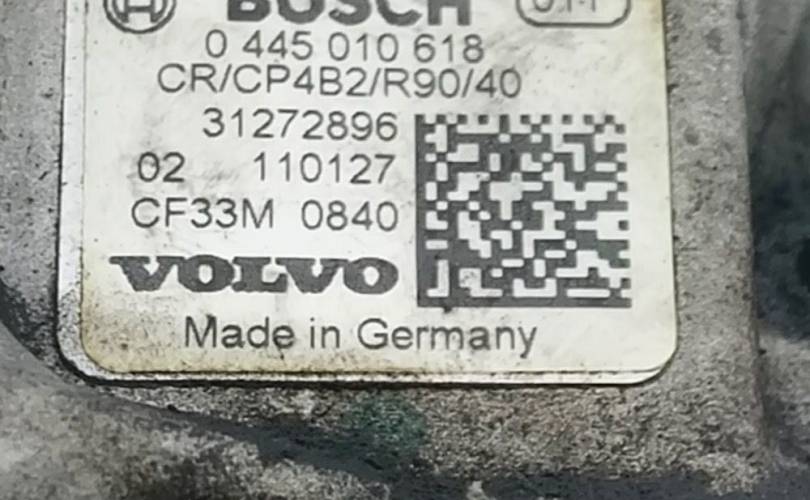 BOSCH
0 445 010 618
CR/CP4B2/R90/40
31272896
02 110127
CF33M 0840
VOLVO
Made in Germany